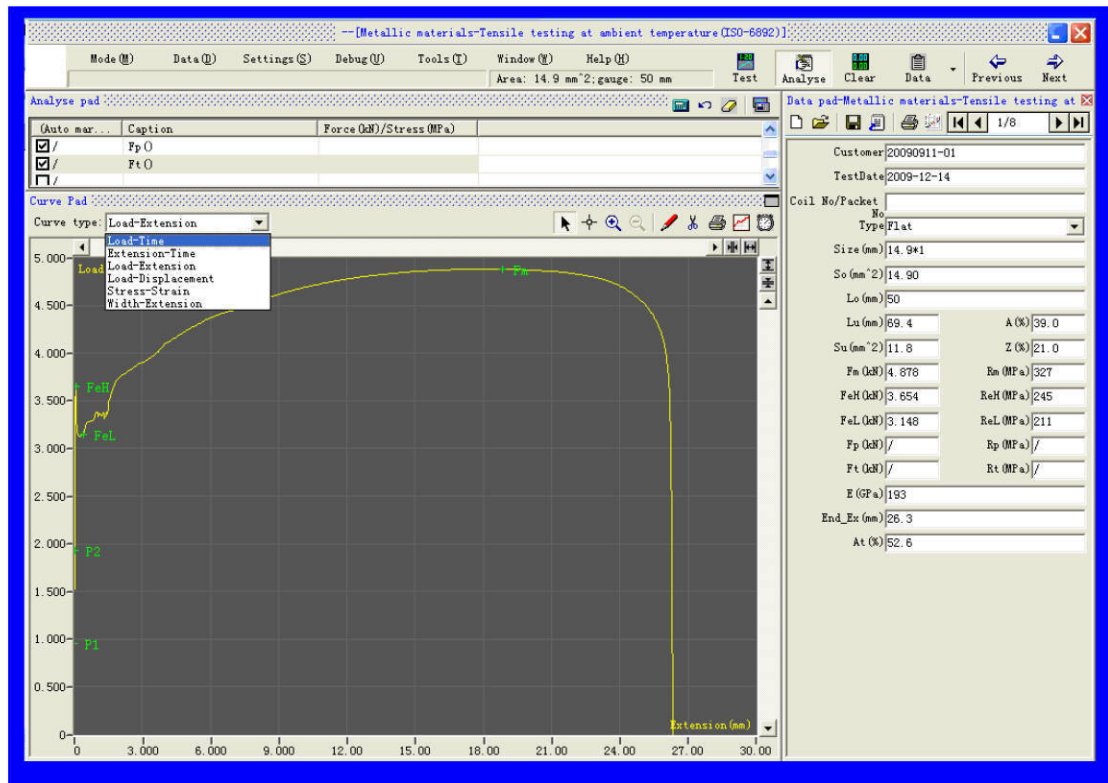 --[Metallic materials-Tensile testing at ambient temperature(ISO-6892)]
Mode(M) Data(D) Settings(S) Debug(U) Tools(T) Window(W) Help(H)
Area: 14.9 mm^2;gauge: 50 mm
Test Analyse Clear Data Previous Next
Analyse pad
(Auto mar... Caption Force(kN)/Stress(MPa)
/ Fp()
/ Ft()
/
Curve Pad
Curve type: Load-Extension
Load-Time
Extension-Time
Load-Extension
Load-Displacement
Stress-Strain
Width-Extension
Load
5.000
4.500
4.000
3.500
3.000
2.500
2.000
1.500
1.000
0.500
0
Fm
FeH
FeL
P2
P1
Extension(mm)
0 3.000 6.000 9.000 12.00 15.00 18.00 21.00 24.00 27.00 30.00
Data pad-Metallic materials-Tensile testing at
1/8
Customer 20090911-01
TestDate 2009-12-14
Coil No/Packet
No
Type Flat
Size(mm) 14.9*1
So(mm^2) 14.90
Lo(mm) 50
Lu(mm) 69.4 A(%) 39.0
Su(mm^2) 11.8 Z(%) 21.0
Fm(kN) 4.878 Rm(MPa) 327
FeH(kN) 3.654 ReH(MPa) 245
FeL(kN) 3.148 ReL(MPa) 211
Fp(kN) / Rp(MPa) /
Ft(kN) / Rt(MPa) /
E(GPa) 193
End_Ex(mm) 26.3
At(%) 52.6